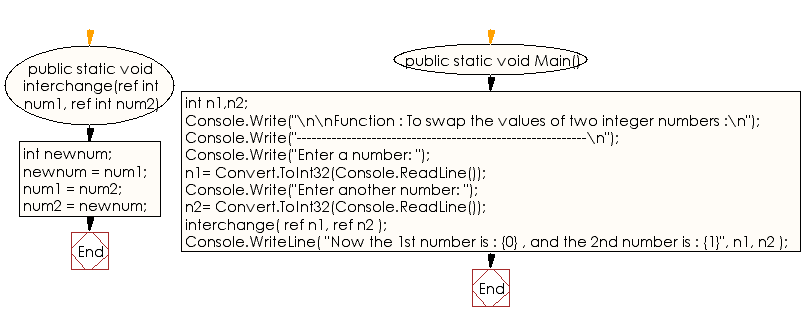 public static void
interchange(ref int
num1, ref int num2)
int newnum;
newnum = num1;
num1 = num2;
num2 = newnum;
End
public static void Main()
int n1,n2;
Console.Write("\n\nFunction : To swap the values of two integer numbers :\n");
Console.Write("----------------------------------------------------------\n");
Console.Write("Enter a number: ");
n1= Convert.ToInt32(Console.ReadLine());
Console.Write("Enter another number: ");
n2= Convert.ToInt32(Console.ReadLine());
interchange( ref n1, ref n2 );
Console.WriteLine( "Now the 1st number is : {0} , and the 2nd number is : {1}", n1, n2 );
End